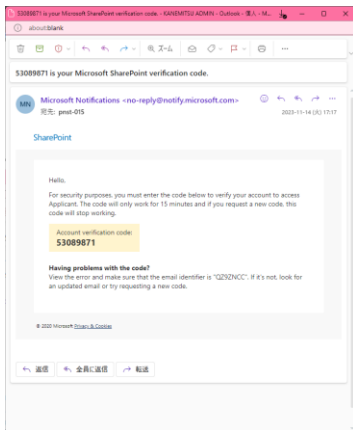 53089871 is your Microsoft SharePoint verification code. - KANEMITSU ADMIN - Outlook - 個人 - M...
about:blank
ズーム
53089871 is your Microsoft SharePoint verification code.
MN
Microsoft Notifications <no-reply@notify.microsoft.com>
宛先: pnst-015
2023-11-14 (火) 17:17
SharePoint
Hello,
For security purposes, you must enter the code below to verify your account to access
Applicant. The code will only work for 15 minutes and if you request a new code, this
code will stop working.
Account verification code:
53089871
Having problems with the code?
View the error and make sure that the email identifier is "QZ9ZNCC". If it's not, look for
an updated email or try requesting a new code.
© 2020 Microsoft Privacy & Cookies
返信
全員に返信
転送